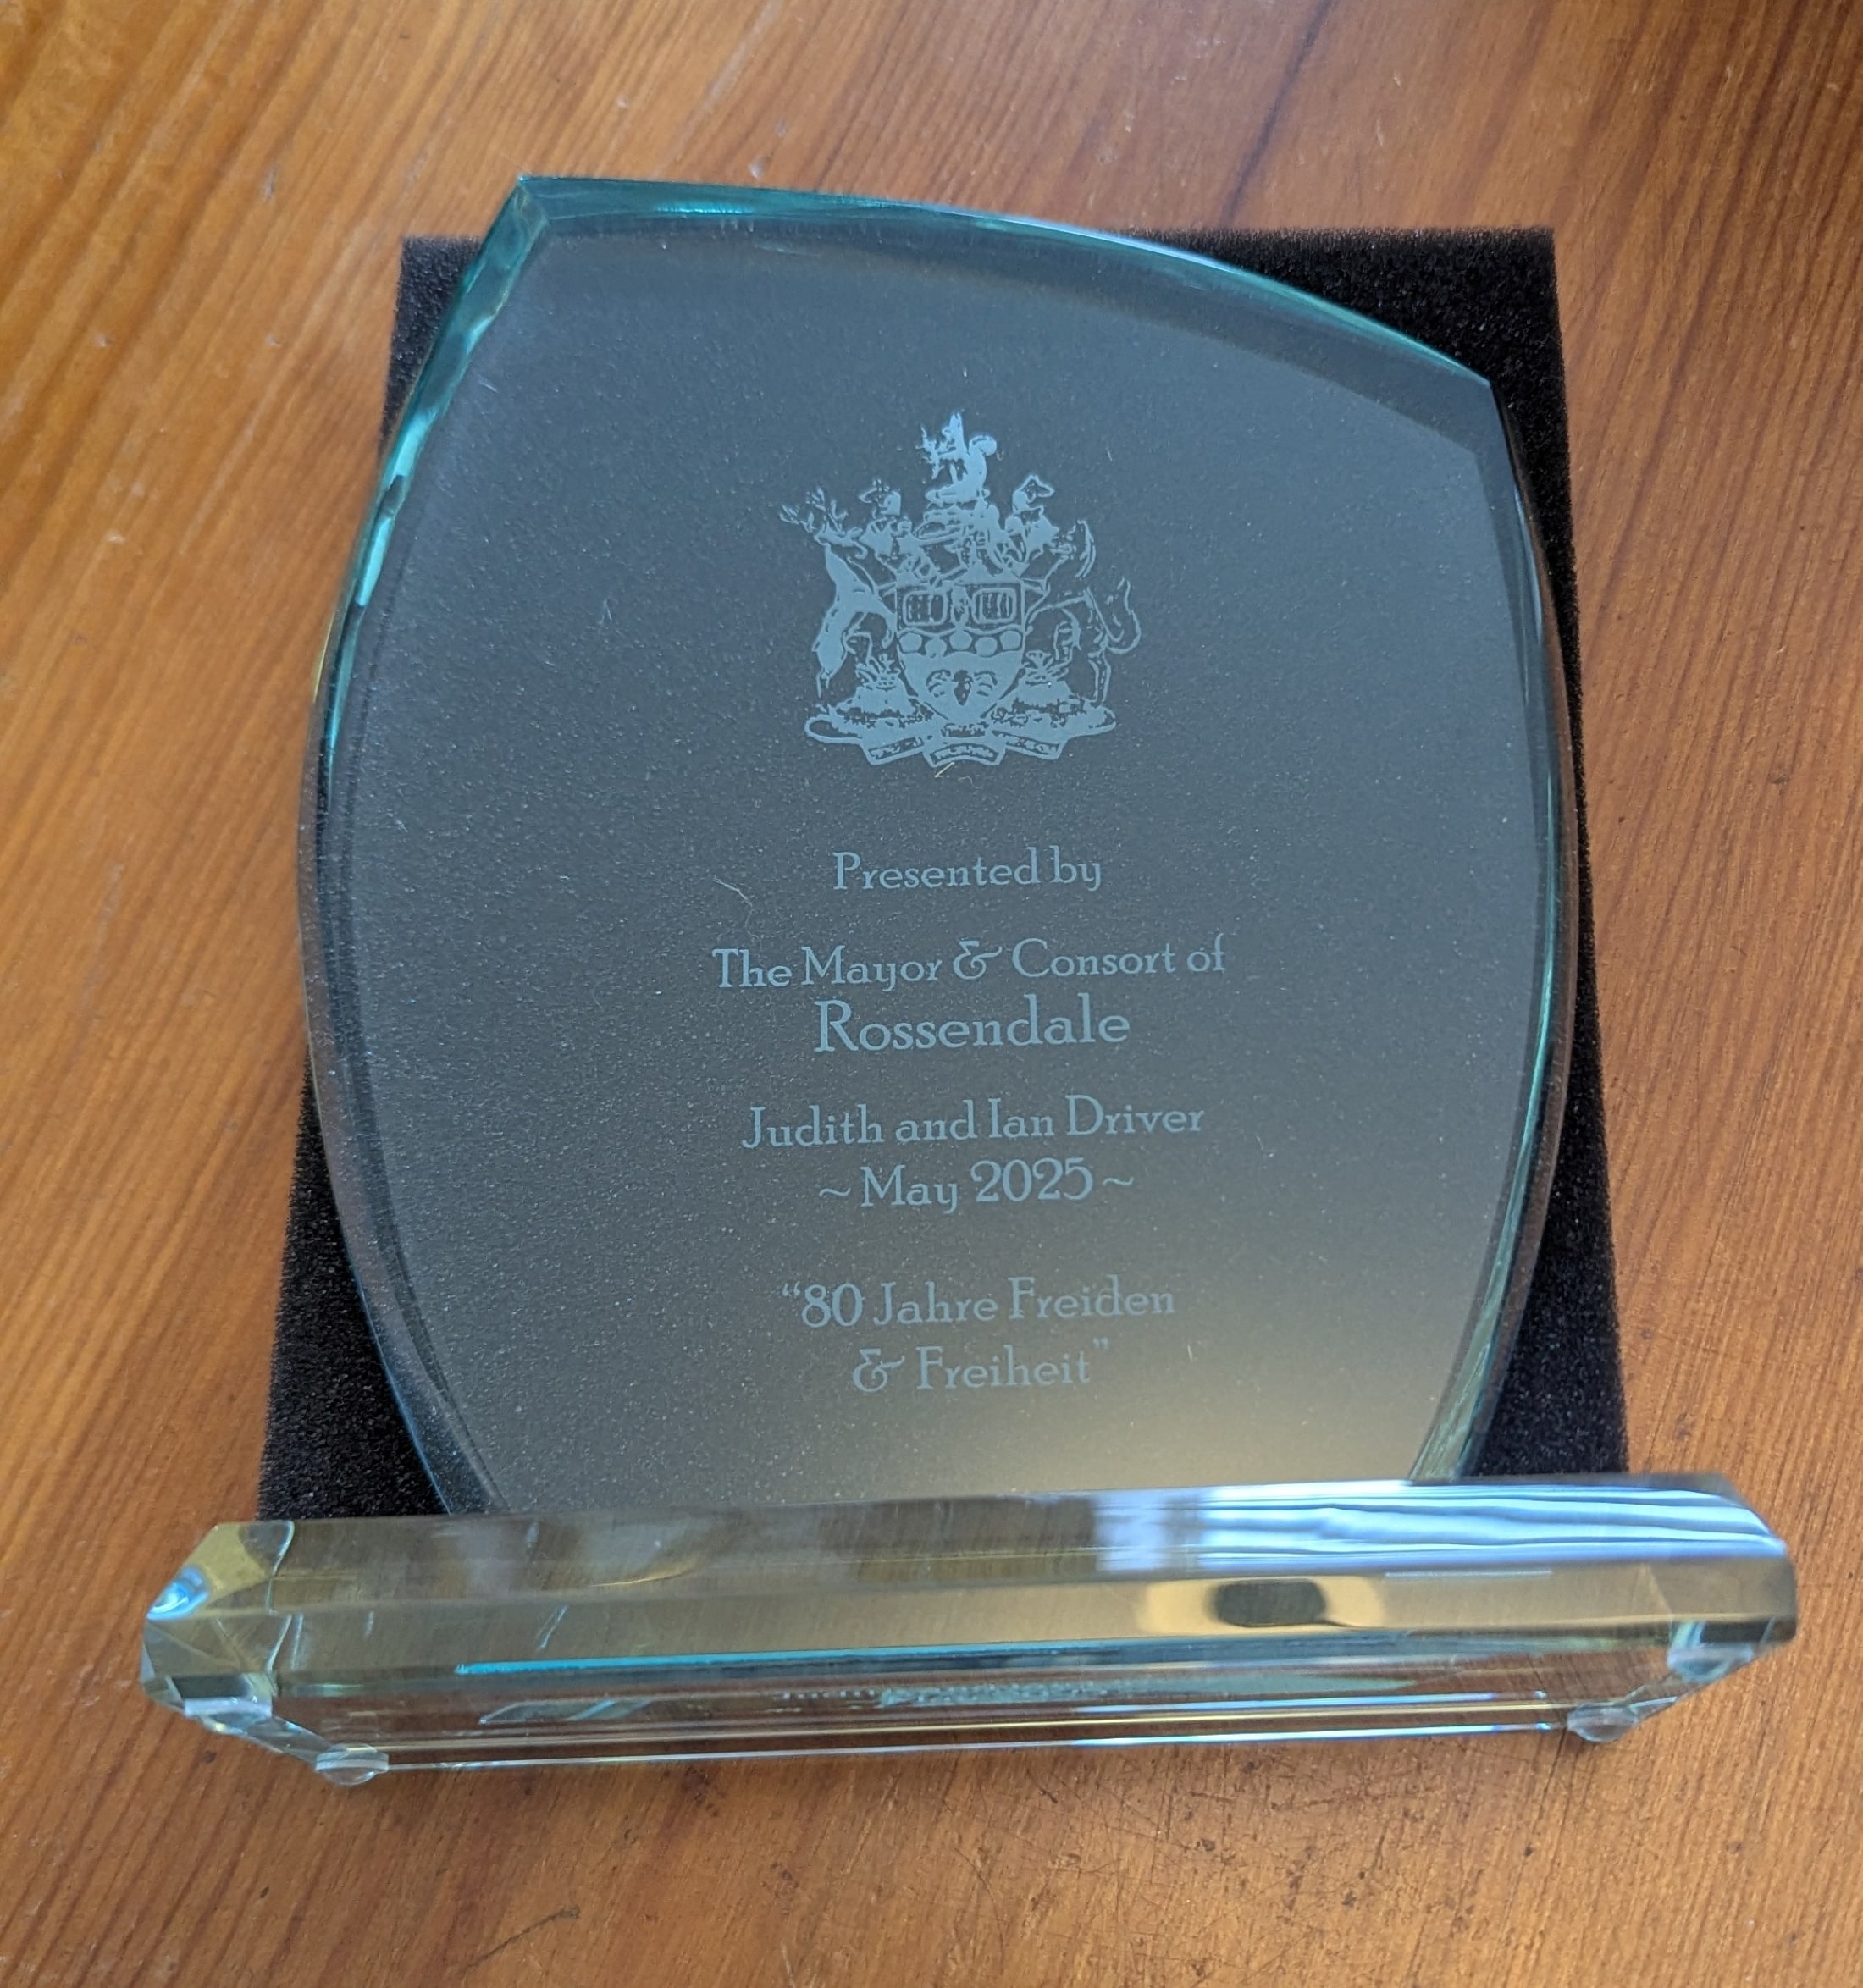 Presented by
The Mayor & Consort of
Rossendale
Judith and Ian Driver
~ May 2025 ~
“80 Jahre Freiden
& Freiheit”